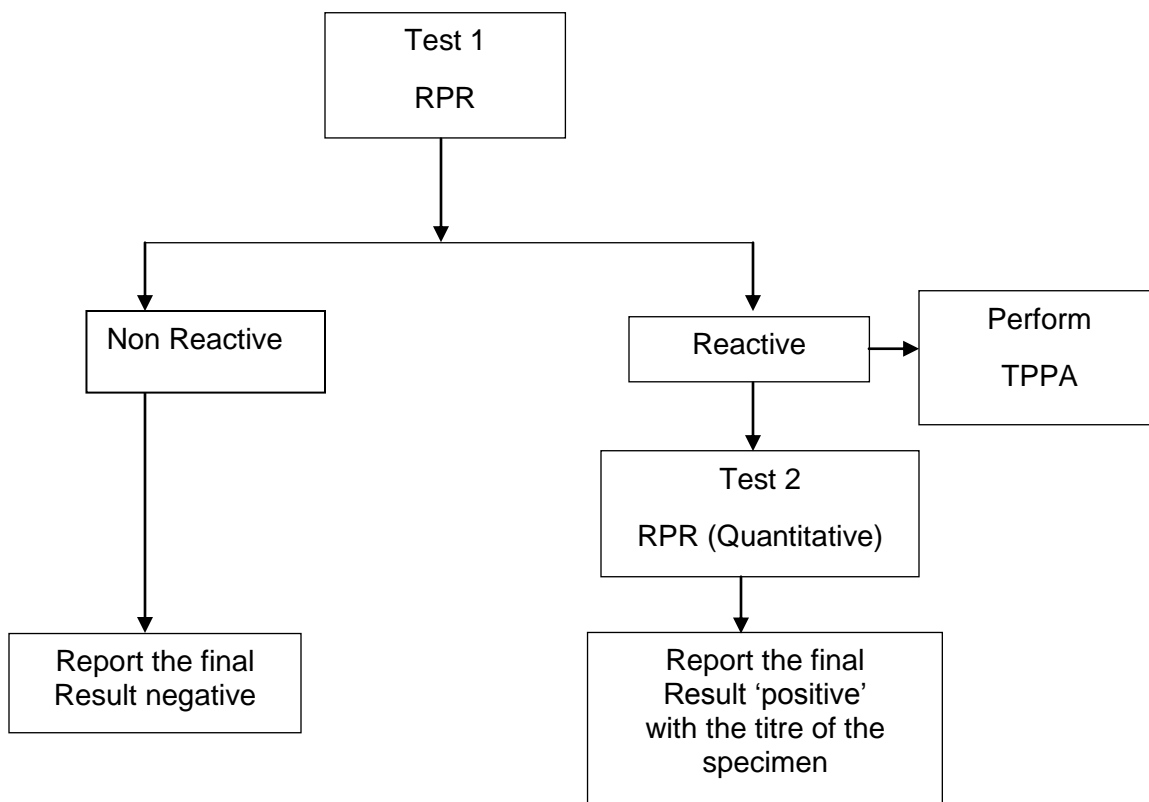 Test 1
RPR
Non Reactive
Reactive
Perform
TPPA
Test 2
RPR (Quantitative)
Report the final
Result negative
Report the final
Result ‘positive’
with the titre of the
specimen